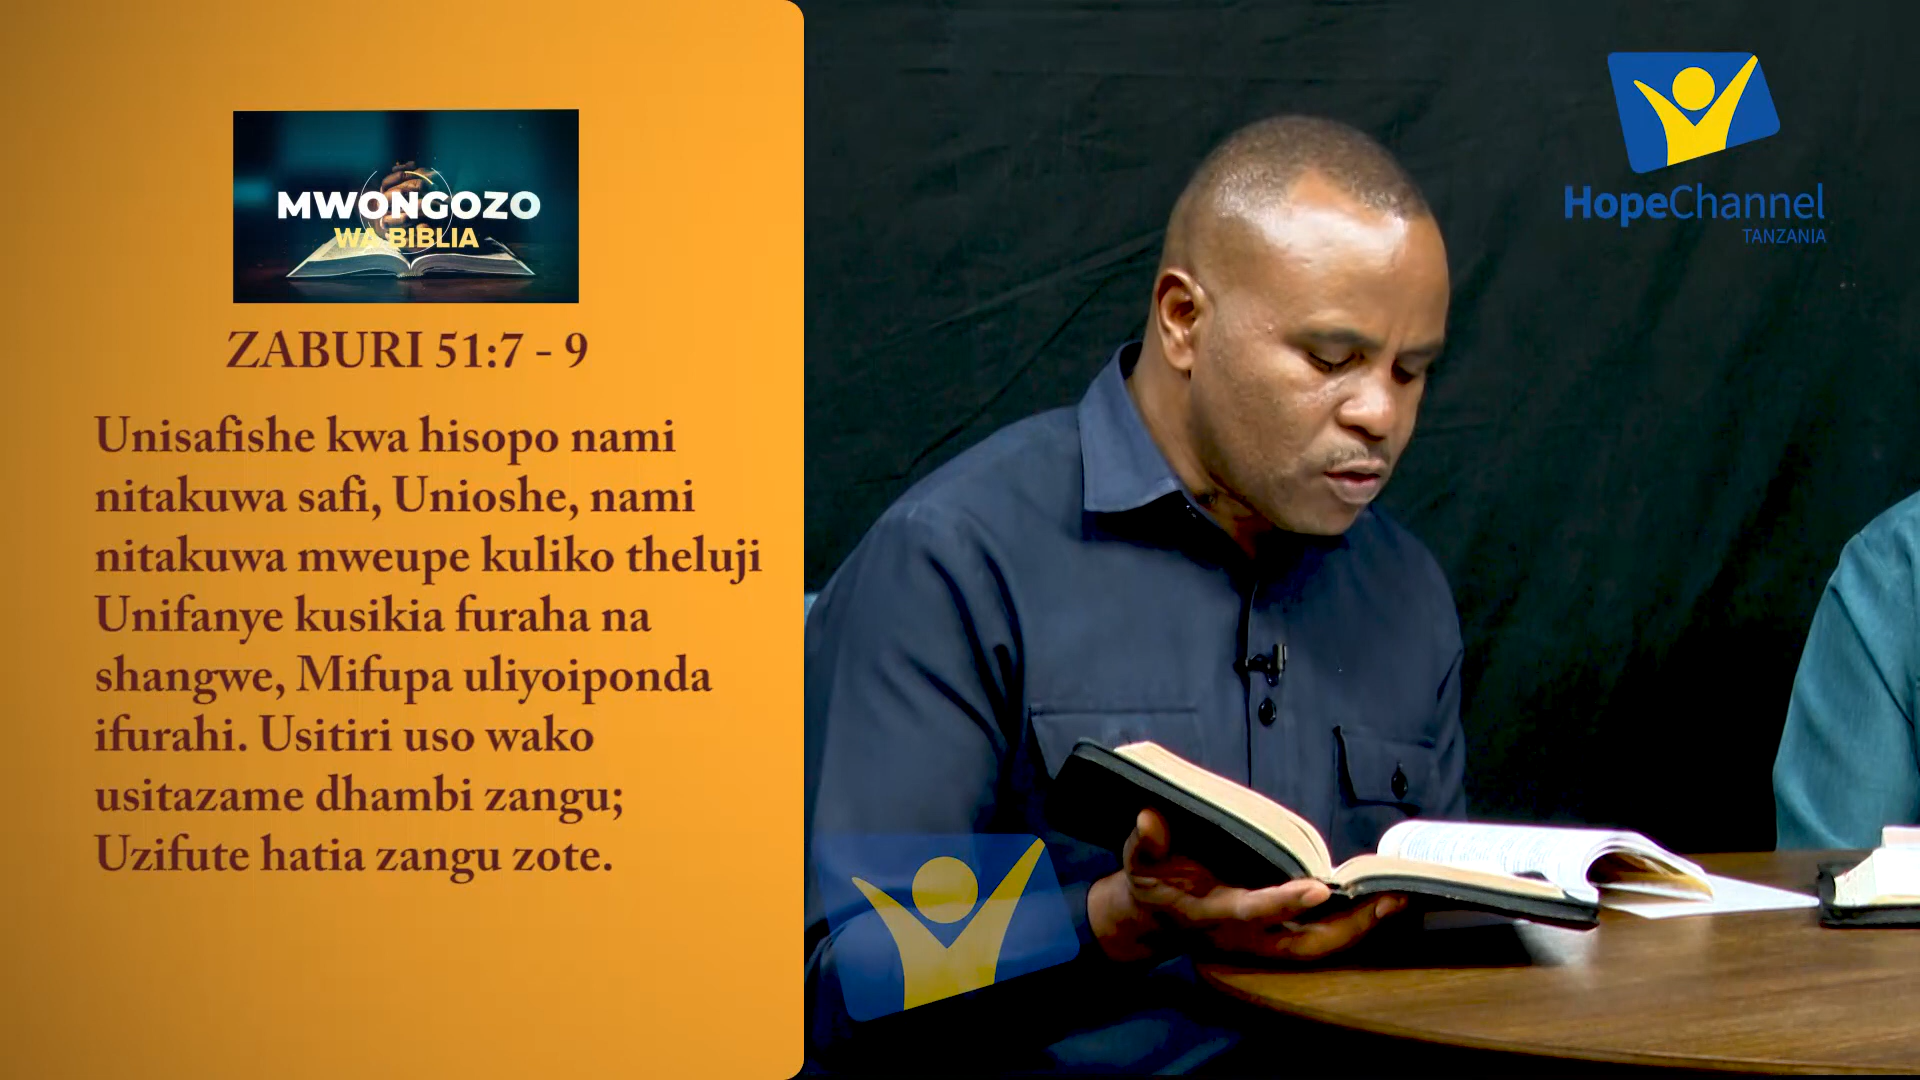 MWONGOZO
WA BIBLIA
ZABURI 51:7 - 9
Unisafishe kwa hisopo nami
nitakuwa safi, Unioshe, nami
nitakuwa mweupe kuliko theluji
Unifanye kusikia furaha na
shangwe, Mifupa uliyoiponda
ifurahi. Usitiri uso wako
usitazame dhambi zangu;
Uzifute hatia zangu zote.
HopeChannel
TANZANIA